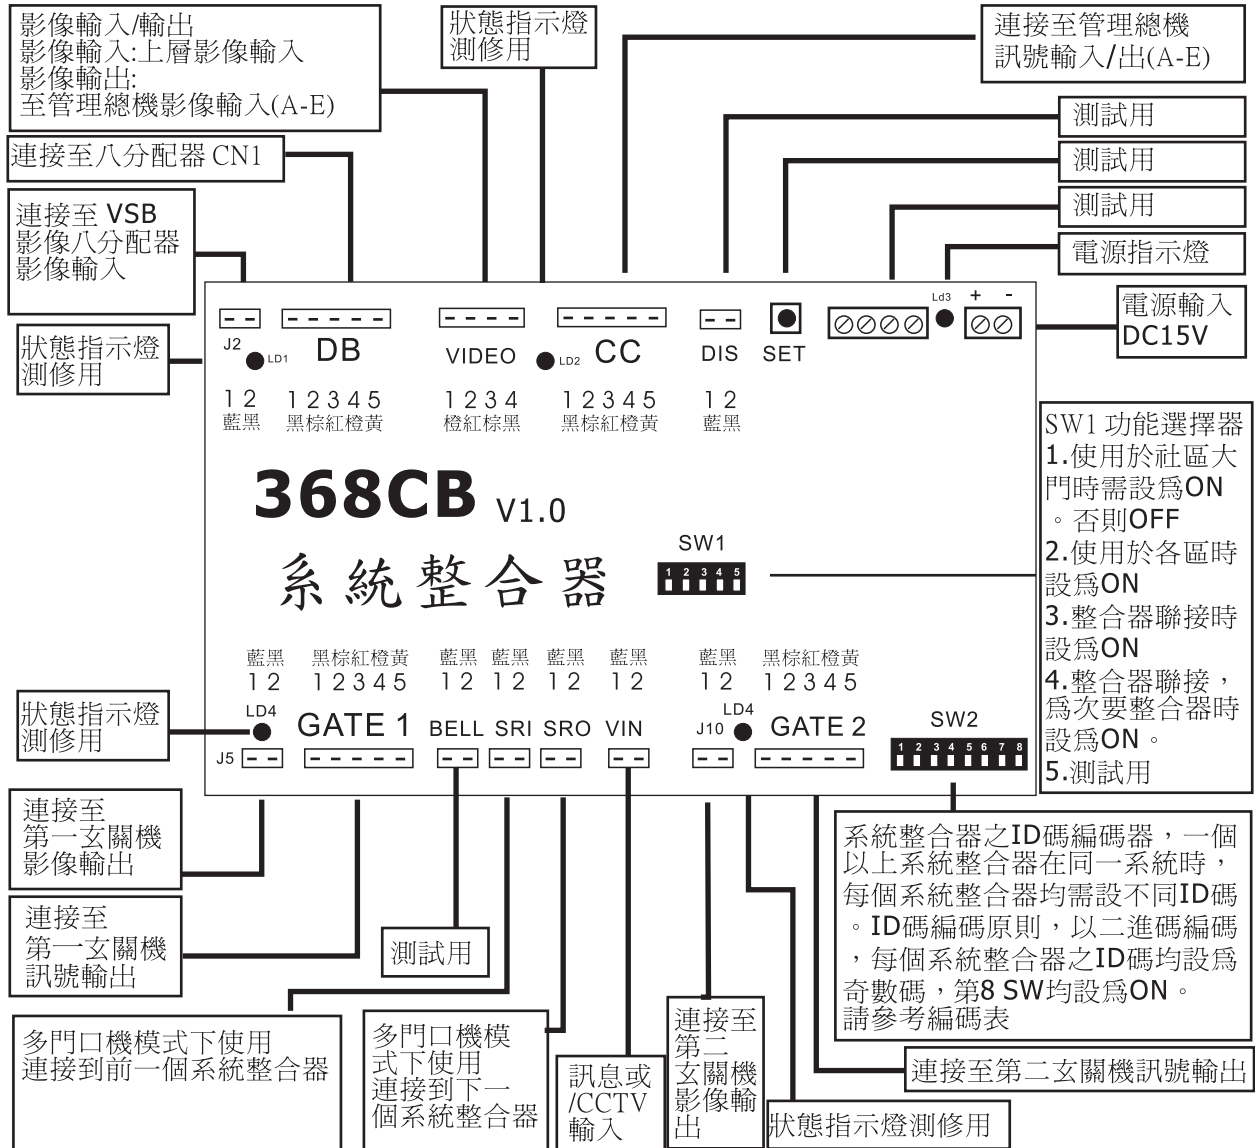 影像輸入/輸出
影像輸入:上層影像輸入
影像輸出:
至管理總機影像輸入(A-E)
狀態指示燈
測修用
連接至管理總機
訊號輸入/出(A-E)
測試用
連接至八分配器 CN1
測試用
連接至 VSB
影像八分配器
影像輸入
測試用
電源指示燈
電源輸入
DC15V
狀態指示燈
測修用
Ld3
+ -
J2
LD1
DB
VIDEO
LD2
CC
DIS
SET
1 2
藍黑
1 2 3 4 5
黑棕紅橙黃
1 2 3 4
橙紅棕黑
1 2 3 4 5
黑棕紅橙黃
1 2
藍黑
368CB V1.0
系統整合器
SW1
1 2 3 4 5
SW1 功能選擇器
1.使用於社區大
門時需設爲ON
。否則OFF
2.使用於各區時
設爲ON
3.整合器聯接時
設爲ON
4.整合器聯接，
爲次要整合器時
設爲ON。
5.測試用
藍黑
1 2
黑棕紅橙黃
1 2 3 4 5
藍黑
1 2
藍黑
1 2
藍黑
1 2
藍黑
1 2
藍黑
1 2
黑棕紅橙黃
1 2 3 4 5
LD4
J5
GATE 1
BELL
SRI
SRO
VIN
J10
LD4
GATE 2
SW2
1 2 3 4 5 6 7 8
狀態指示燈
測修用
連接至
第一玄關機
影像輸出
連接至
第一玄關機
訊號輸出
測試用
系統整合器之ID碼編碼器，一個
以上系統整合器在同一系統時，
每個系統整合器均需設不同ID碼
。ID碼編碼原則，以二進碼編碼
，每個系統整合器之ID碼均設爲
奇數碼，第8 SW均設爲ON。
請參考編碼表
多門口機模式下使用
連接到前一個系統整合器
多門口機模
式下使用
連接到下一
個系統整合器
訊息或
/CCTV
輸入
連接至
第二
玄關機
影像輸
出
連接至第二玄關機訊號輸出
狀態指示燈測修用